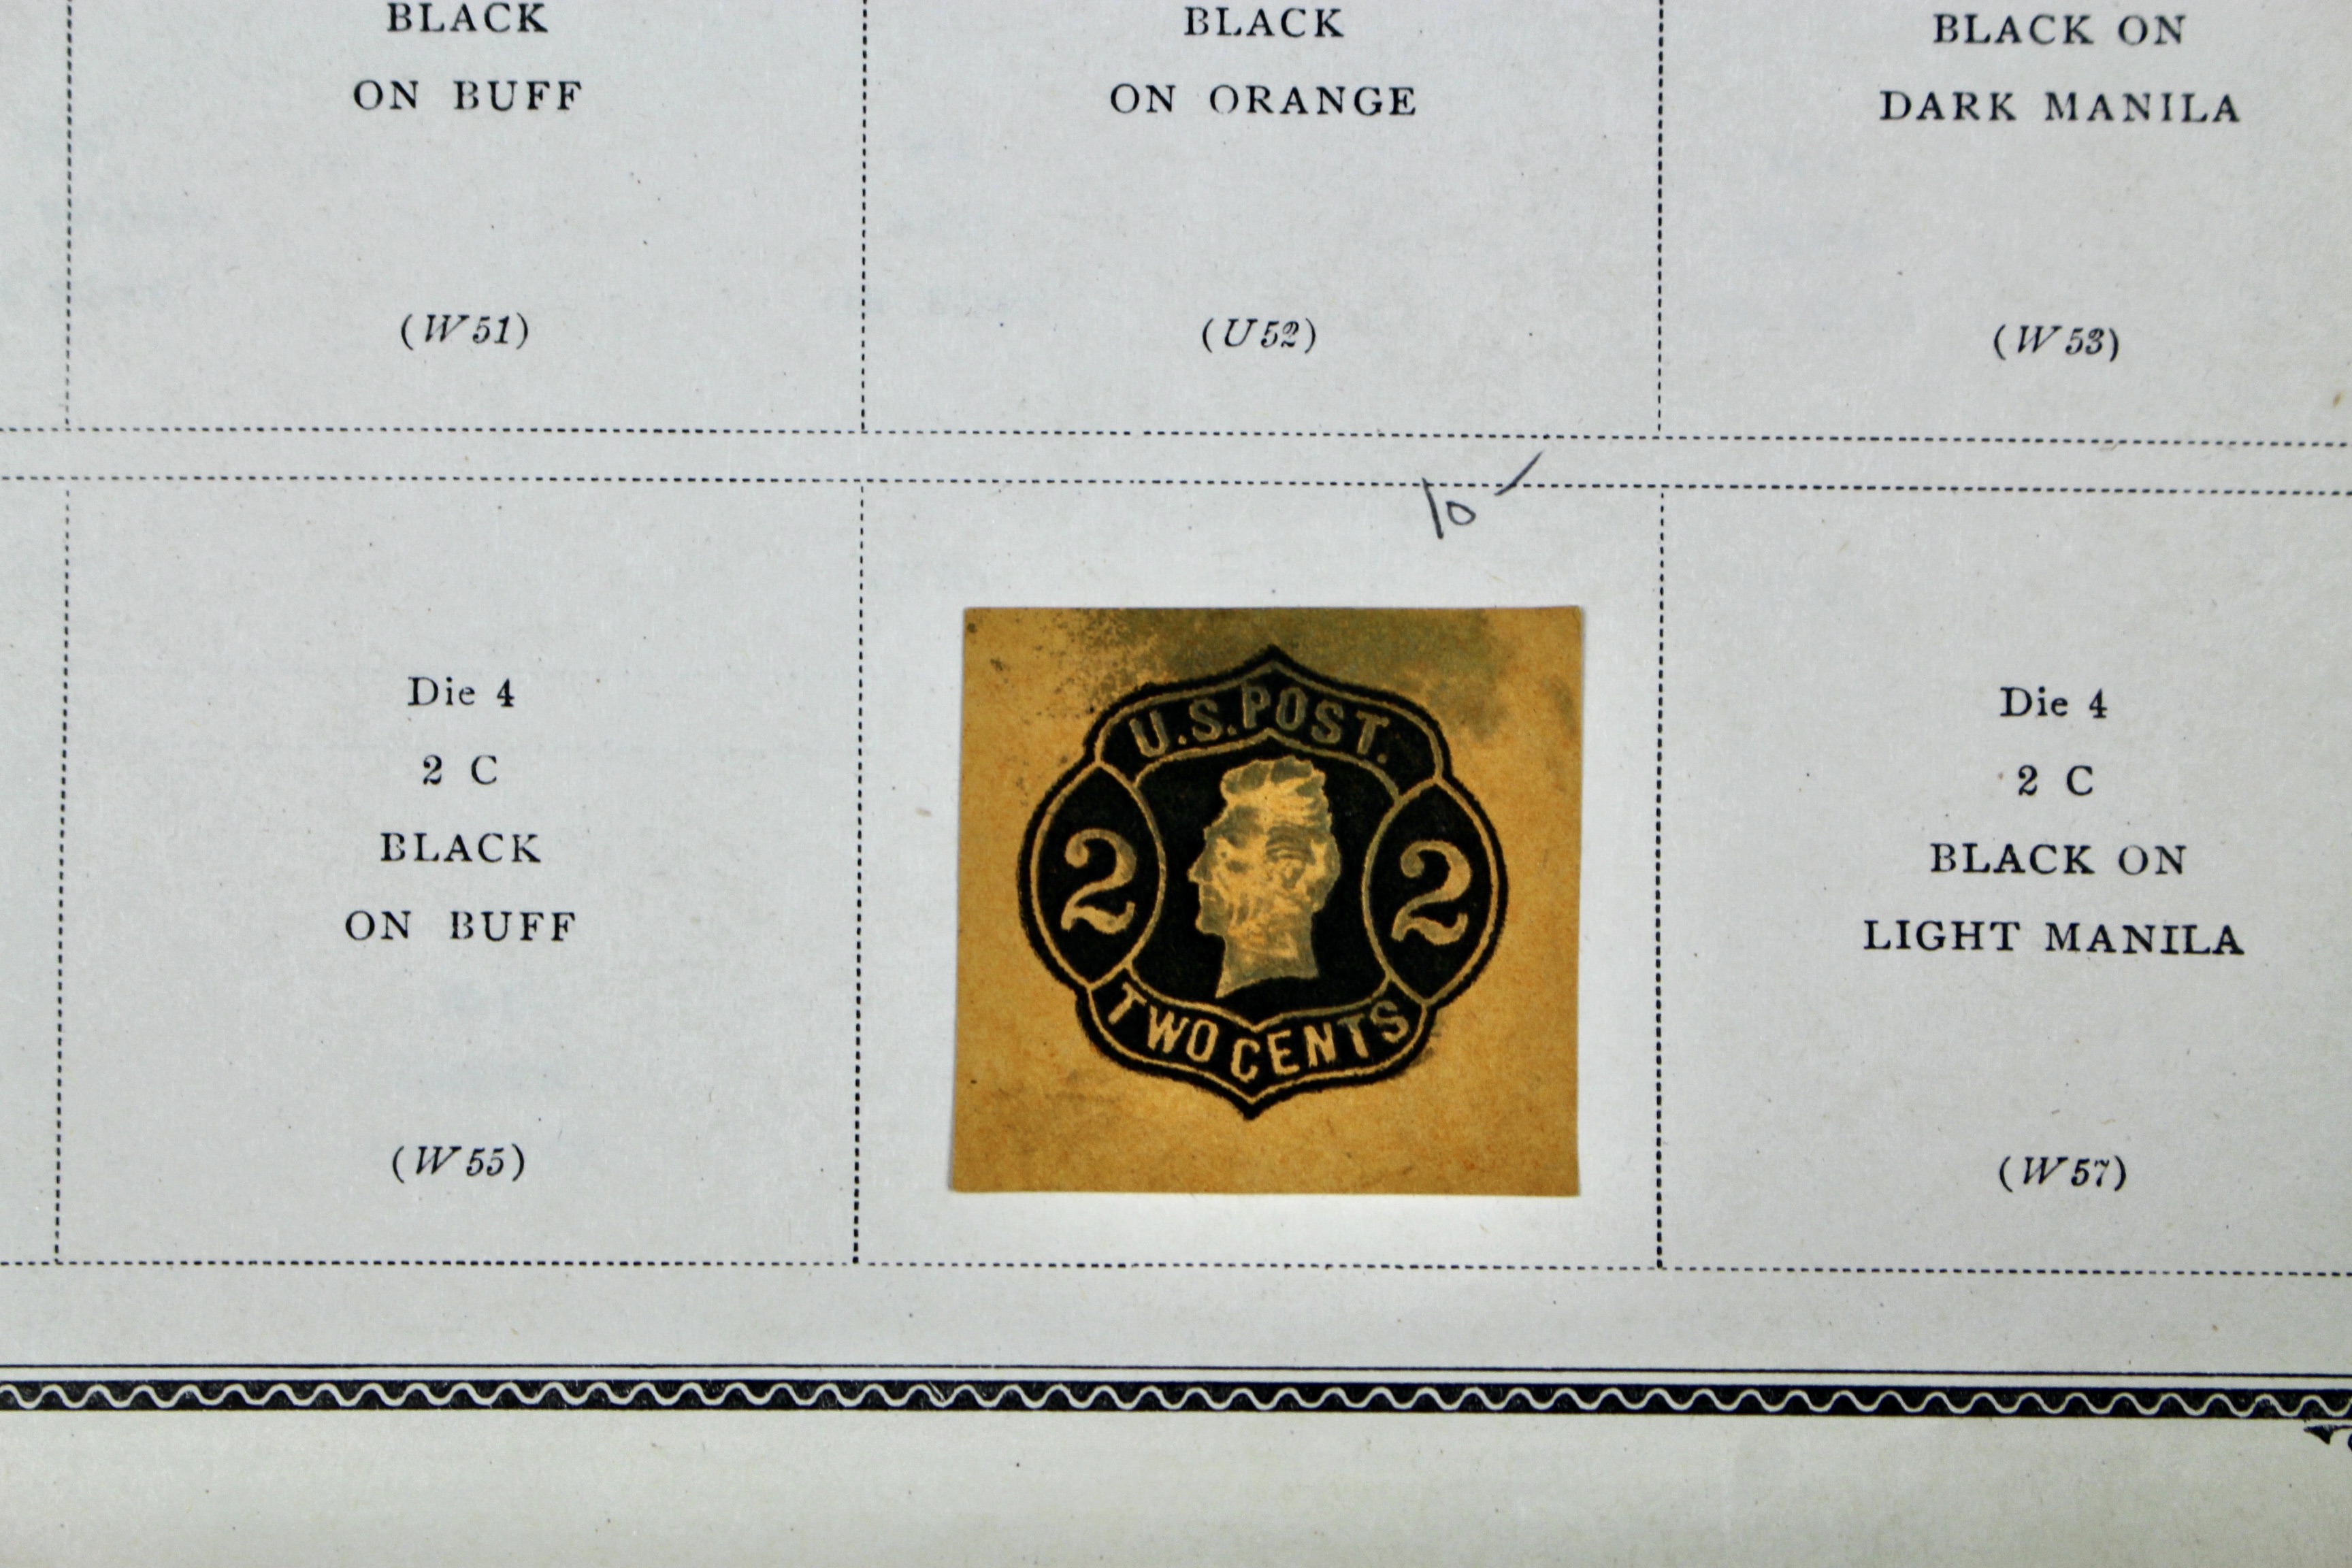 BLACK
ON BUFF
(W51)
BLACK
ON ORANGE
(U52)
BLACK ON
DARK MANILA
(W53)
Die 4
2 C
BLACK
ON BUFF
(W55)
10
U.S. POST.
2 2
TWO CENTS
Die 4
2 C
BLACK ON
LIGHT MANILA
(W57)